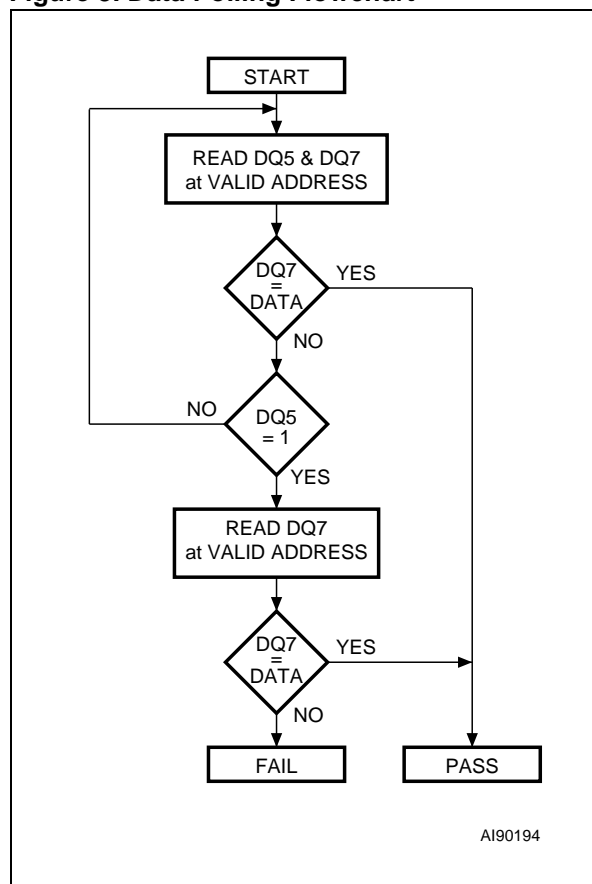 Figure Data Polling Flowchart
START
READ DQ5 & DQ7
at VALID ADDRESS
DQ7
=
DATA
YES
NO
NO
DQ5
= 1
YES
READ DQ7
at VALID ADDRESS
DQ7
=
DATA
YES
NO
FAIL
PASS
AI90194